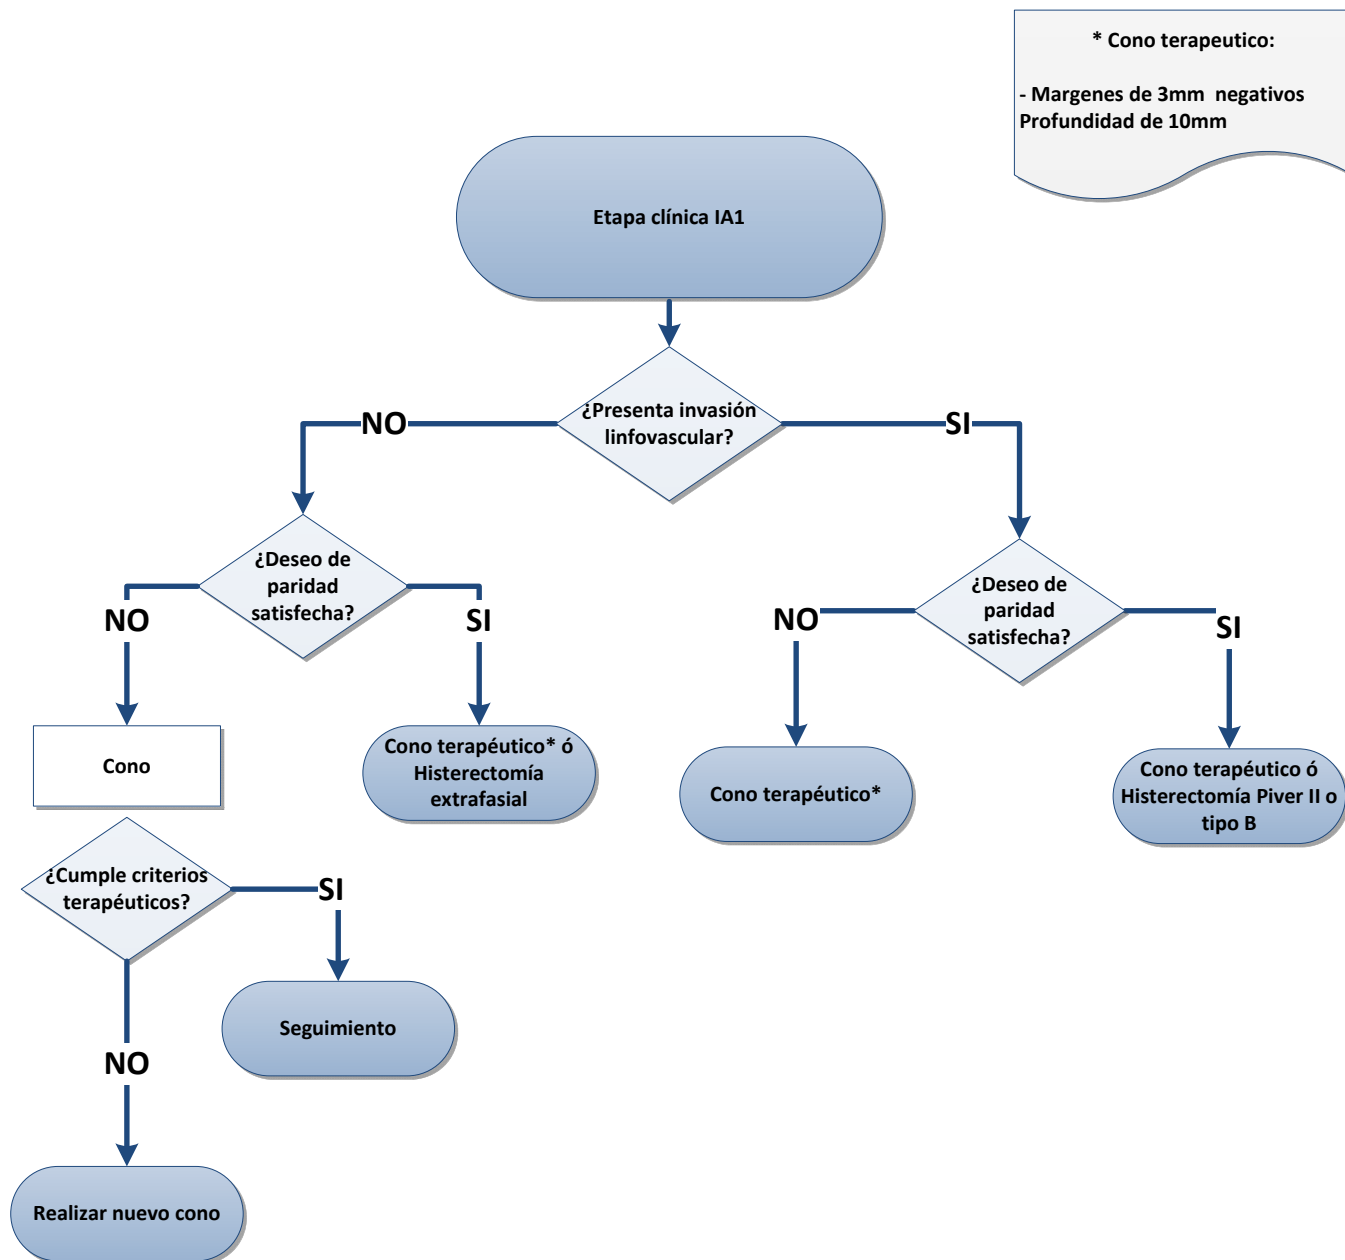 * Cono terapeutico:
- Margenes de 3mm  negativos
Profundidad de 10mm
Etapa clínica IA1
¿Presenta invasión
linfovascular?
NO
SI
¿Deseo de
paridad
satisfecha?
NO
SI
¿Deseo de
paridad
satisfecha?
NO
SI
Cono
Cono terapéutico* ó
Histerectomía
extrafasial
Cono terapéutico*
Cono terapéutico ó
Histerectomía Piver II o
tipo B
¿Cumple criterios
terapéuticos?
SI
NO
Seguimiento
Realizar nuevo cono